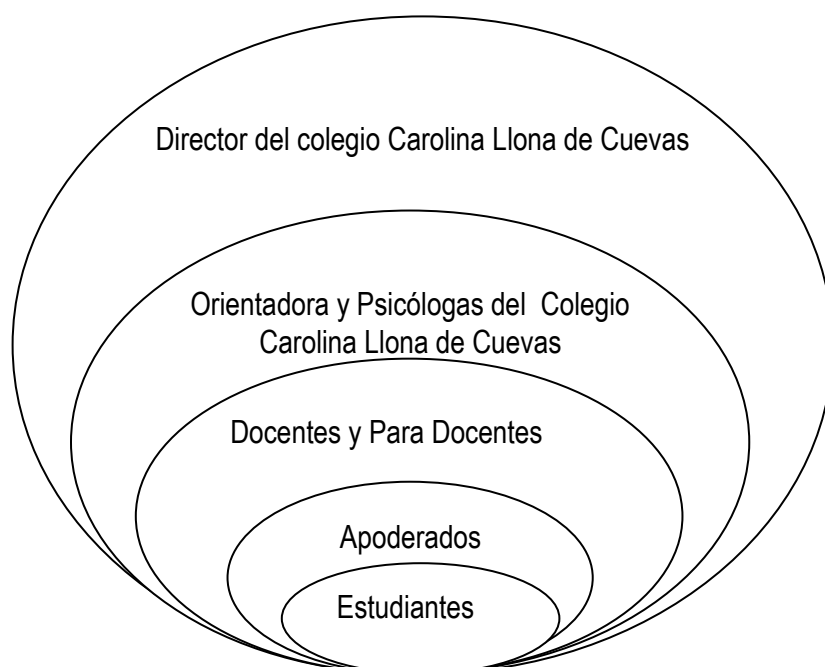 Director del colegio Carolina Llona de Cuevas
Orientadora y Psicólogas del Colegio
Carolina Llona de Cuevas
Docentes y Para Docentes
Apoderados
Estudiantes